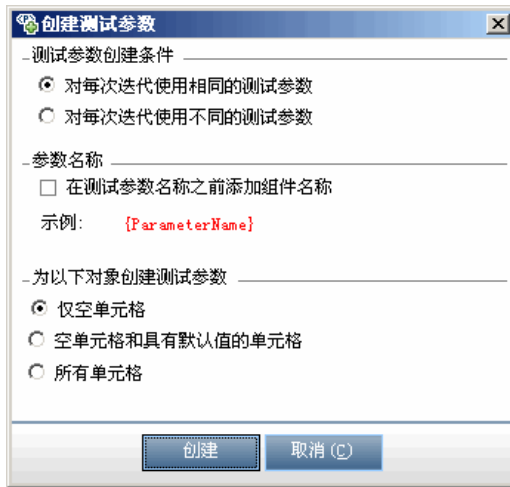 创建测试参数
测试参数创建条件
对每次迭代使用相同的测试参数
对每次迭代使用不同的测试参数
参数名称
在测试参数名称之前添加组件名称
示例: {ParameterName}
为以下对象创建测试参数
仅空单元格
空单元格和具有默认值的单元格
所有单元格
创建 取消(C)